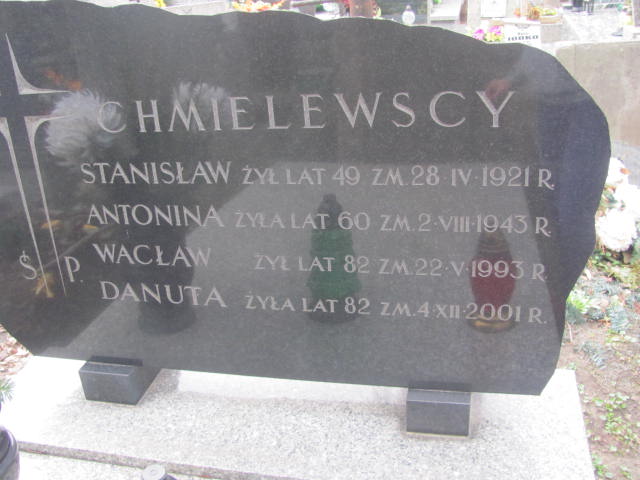 CHMIELEWSCY
STANISŁAW ŻYŁ LAT 49 ZM. 28·IV·1921 R.
ANTONINA ŻYŁA LAT 60 ZM. 2·VIII·1943 R.
WACŁAW ŻYŁ LAT 82 ZM. 22·V·1993 R.
Ś. P.
DANUTA ŻYŁA LAT 82 ZM. 4·XII·2001 R.